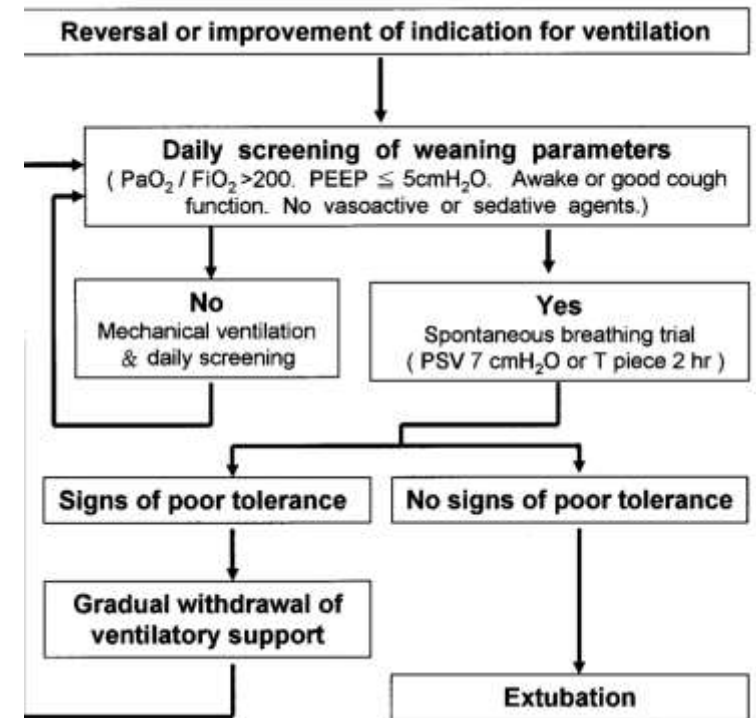 Reversal or improvement of indication for ventilation
Daily screening of weaning parameters
( PaO₂ / FiO₂ >200. PEEP ≦ 5cmH₂O. Awake or good cough
function. No vasoactive or sedative agents.)
No
Mechanical ventilation
& daily screening
Yes
Spontaneous breathing trial
( PSV 7 cmH₂O or T piece 2 hr )
Signs of poor tolerance
No signs of poor tolerance
Gradual withdrawal of
ventilatory support
Extubation